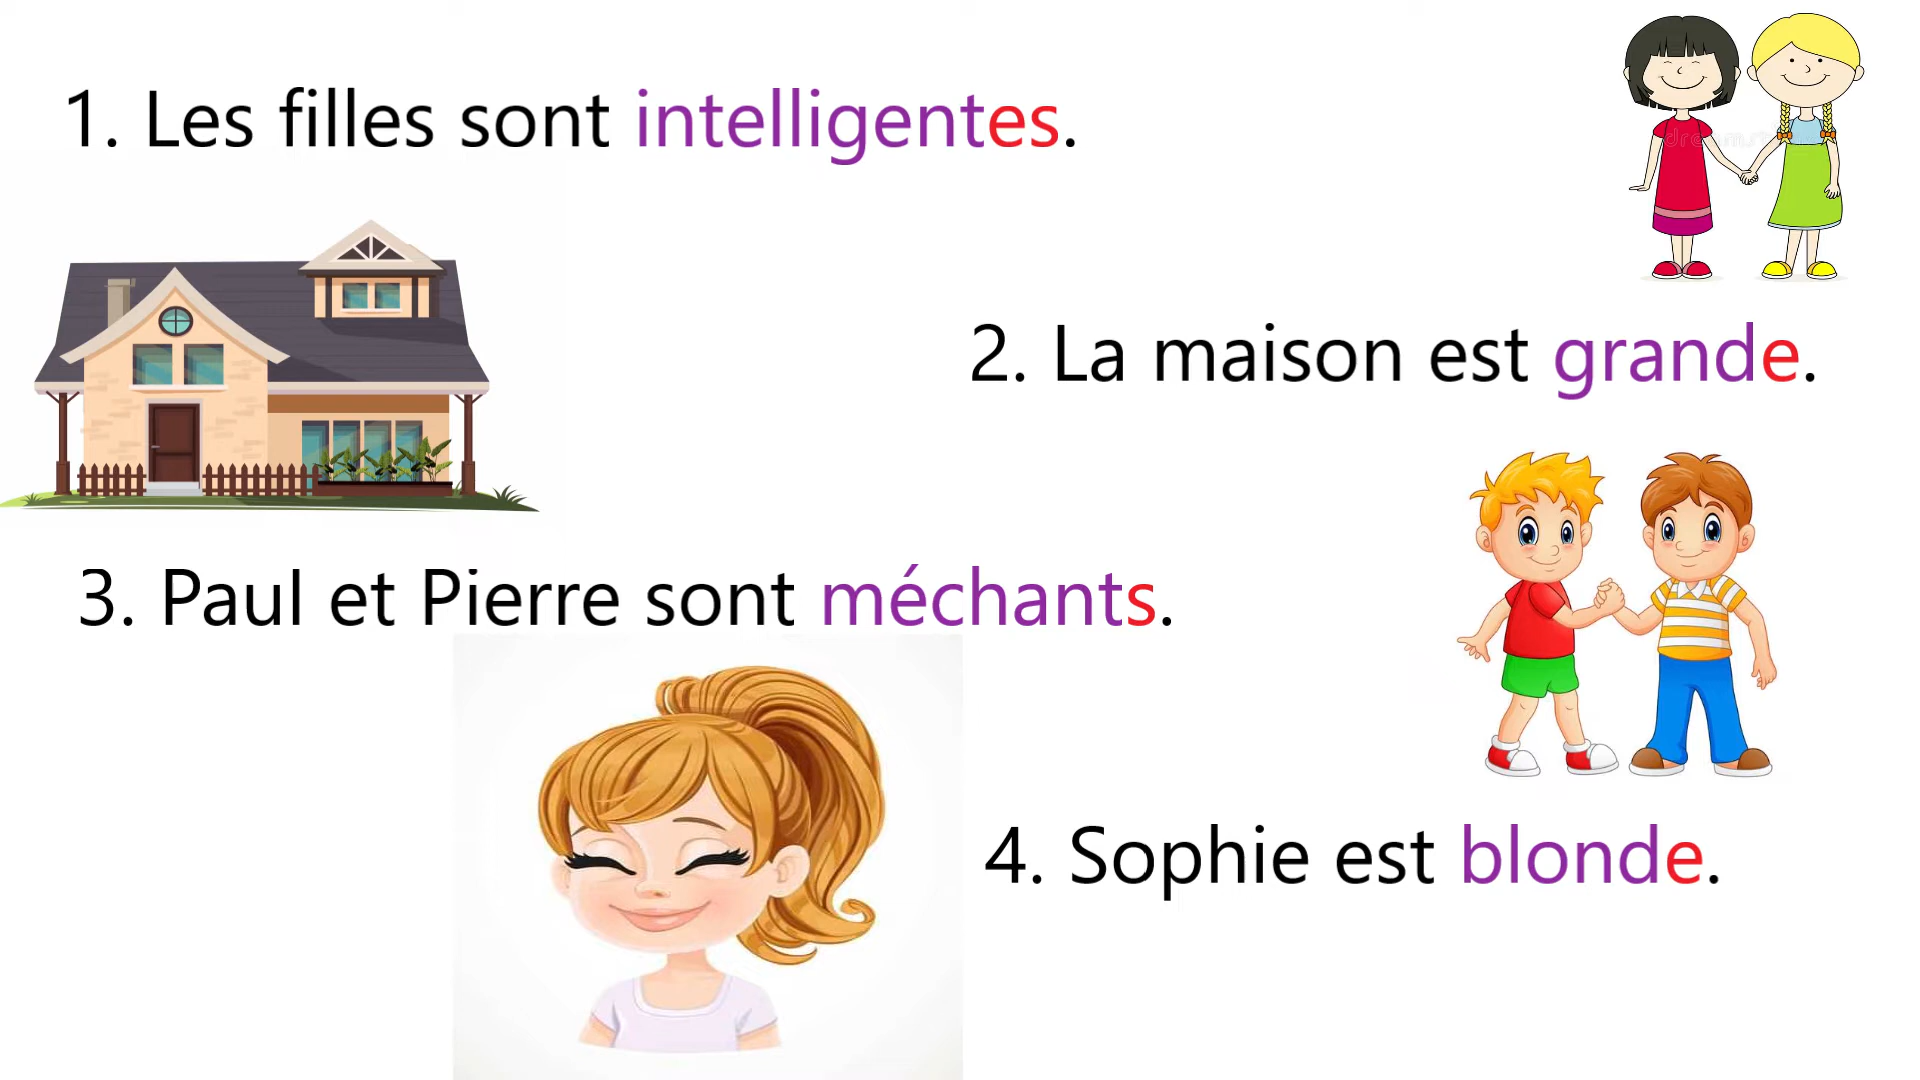 1. Les filles sont intelligentes.
2. La maison est grande.
3. Paul et Pierre sont méchants.
4. Sophie est blonde.